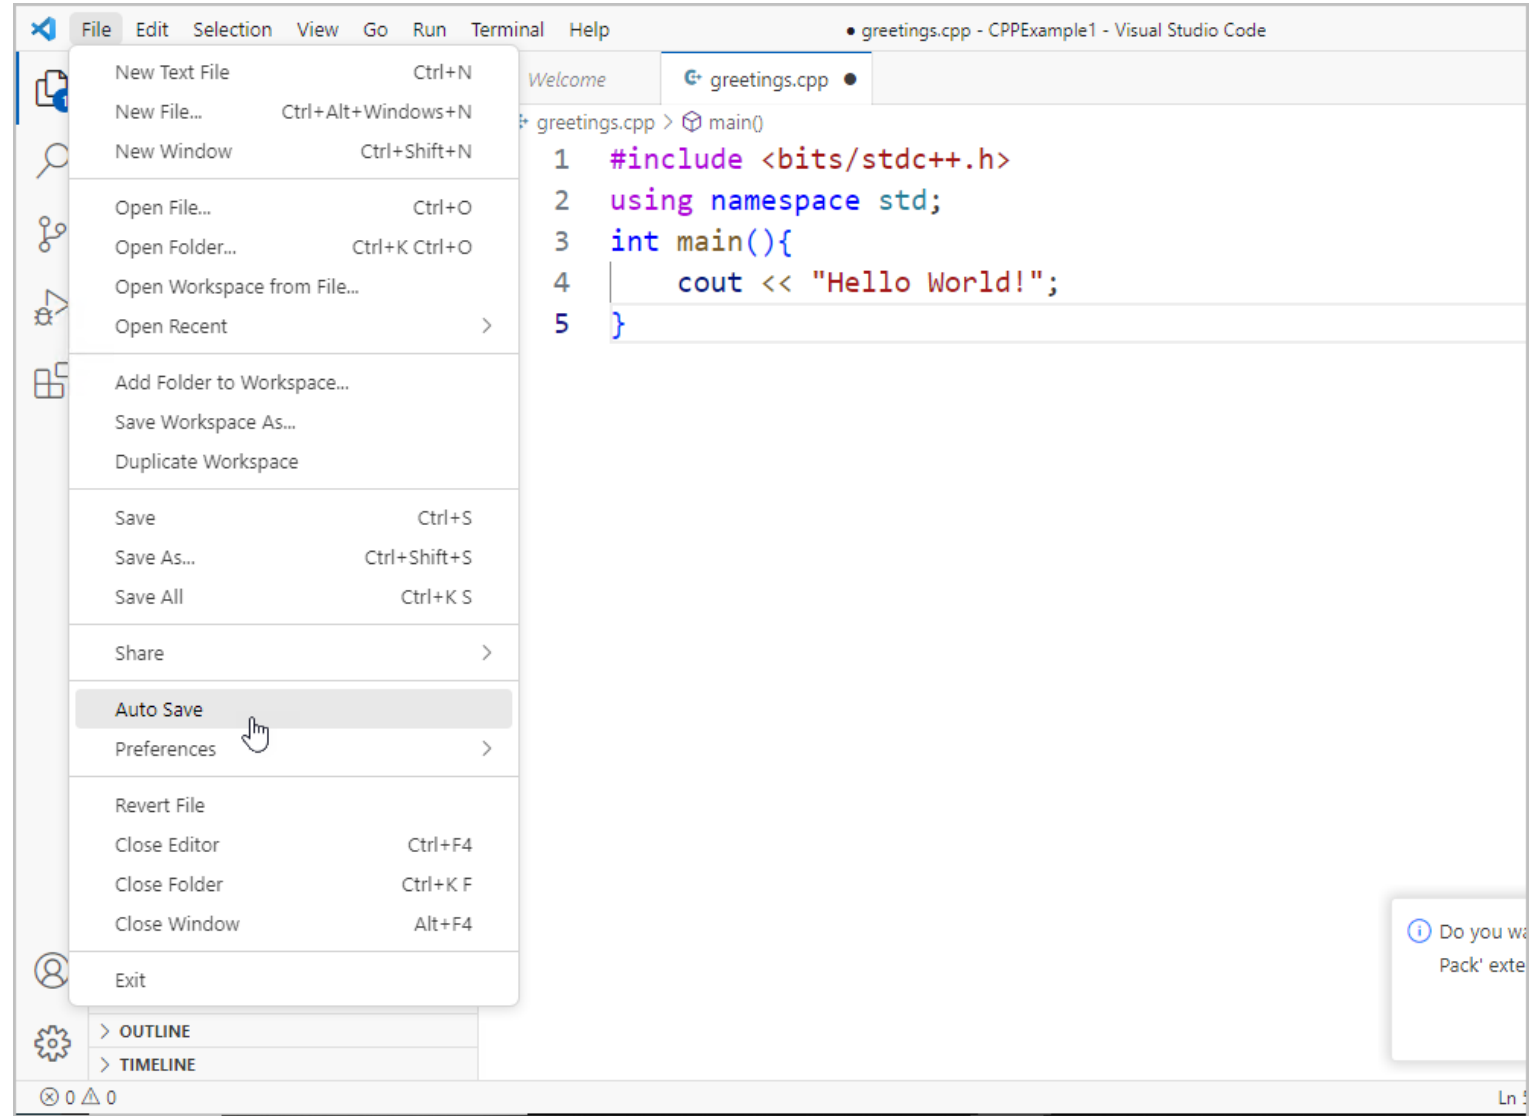 File Edit Selection View Go Run Terminal Help
● greetings.cpp - CPPExample1 - Visual Studio Code
1
New Text File Ctrl+N
New File... Ctrl+Alt+Windows+N
New Window Ctrl+Shift+N
Open File... Ctrl+O
Open Folder... Ctrl+K Ctrl+O
Open Workspace from File...
Open Recent
Add Folder to Workspace...
Save Workspace As...
Duplicate Workspace
Save Ctrl+S
Save As... Ctrl+Shift+S
Save All Ctrl+K S
Share
Auto Save
Preferences
Revert File
Close Editor Ctrl+F4
Close Folder Ctrl+K F
Close Window Alt+F4
Exit
OUTLINE
TIMELINE
Welcome
greetings.cpp ●
greetings.cpp > main()
1 #include <bits/stdc++.h>
2 using namespace std;
3 int main(){
4 cout << "Hello World!";
5 }
Do you
Pack'
0 0
Ln